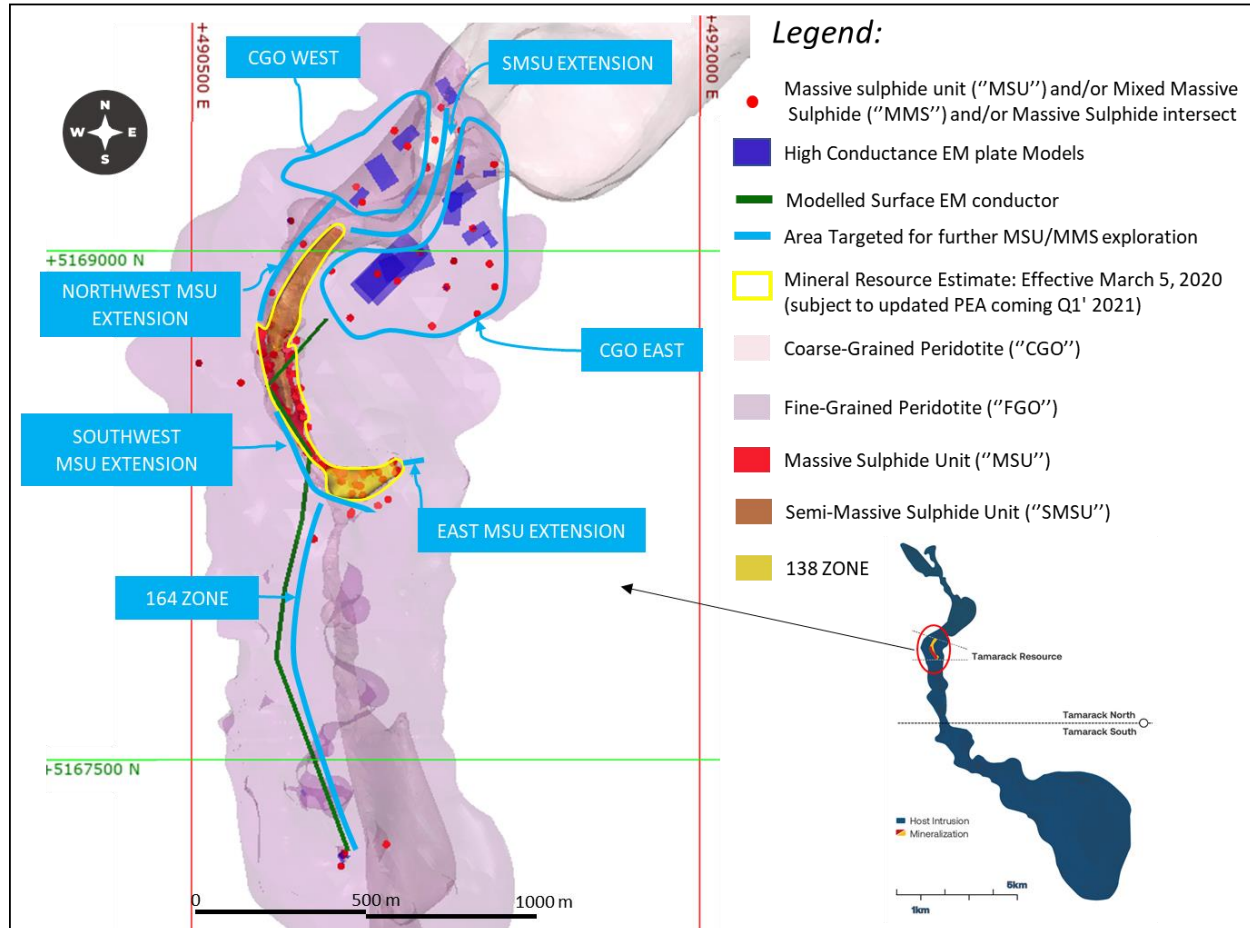 Legend:
+490500 E
+492000 E
CGO WEST
SMSU EXTENSION
N
W E
S
+5169000 N
NORTHWEST MSU
EXTENSION
CGO EAST
SOUTHWEST
MSU EXTENSION
EAST MSU EXTENSION
164 ZONE
+5167500 N
0
500 m
1000 m
Massive sulphide unit (‘’MSU’’) and/or Mixed Massive
Sulphide (‘’MMS’’) and/or Massive Sulphide intersect
High Conductance EM plate Models
Modelled Surface EM conductor
Area Targeted for further MSU/MMS exploration
Mineral Resource Estimate: Effective March 5, 2020
(subject to updated PEA coming Q1' 2021)
Coarse-Grained Peridotite (‘’CGO’’)
Fine-Grained Peridotite (‘’FGO’’)
Massive Sulphide Unit (‘’MSU’’)
Semi-Massive Sulphide Unit (‘’SMSU’’)
138 ZONE
Tamarack Resource
Tamarack North
Tamarack South
Host Intrusion
Mineralization
5km
1km